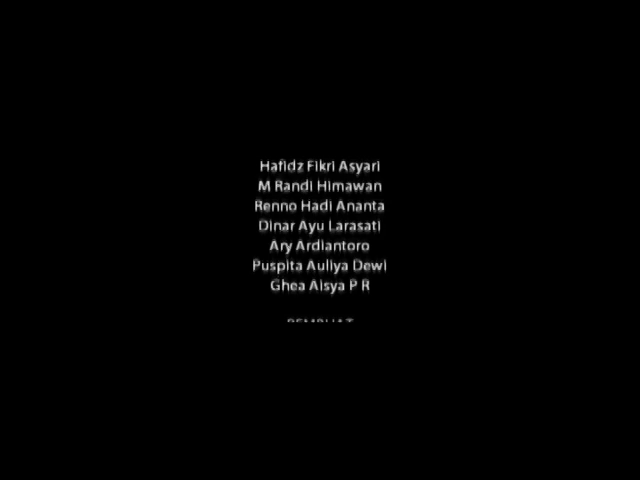 Hafidz Fikri Asyari
M Randi Himawan
Renno Hadi Ananta
Dinar Ayu Larasati
Ary Ardiantoro
Puspita Auliya Dewi
Ghea Aisya P R